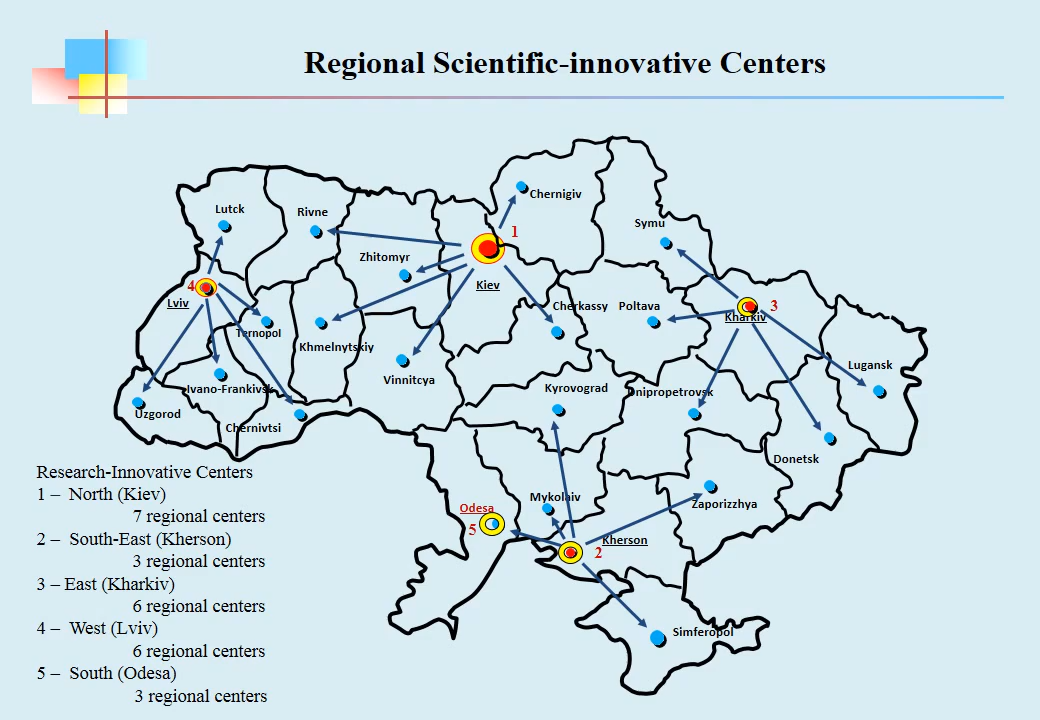 Regional Scientific-innovative Centers
Chernigiv
Lutck
Rivne
Symu
1
Zhitomyr
Kiev
4
Lviv
Cherkassy
Poltava
3
Kharkiv
Ternopol
Khmelnytskiy
Lugansk
Vinnitcya
Ivano-Frankivsk
Kyrovograd
Dnipropetrovsk
Uzgorod
Chernivtsi
Donetsk
Mykolaiv
Zaporizzhya
Odesa
5
Kherson
2
Simferopol
Research-Innovative Centers
1 – North (Kiev)
7 regional centers
2 – South-East (Kherson)
3 regional centers
3 – East (Kharkiv)
6 regional centers
4 – West (Lviv)
6 regional centers
5 – South (Odesa)
3 regional centers